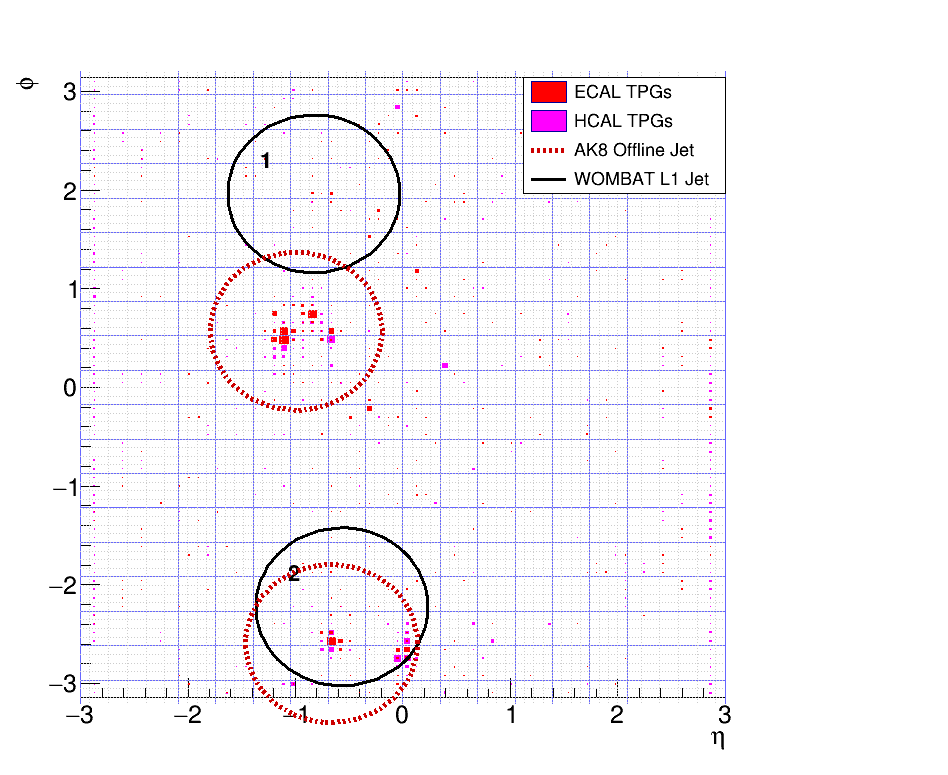 ϕ
3
2
1
0
−1
−2
−3
ECAL TPGs
HCAL TPGs
AK8 Offline Jet
WOMBAT L1 Jet
1
2
−3 −2 −1 0 1 2 3
η